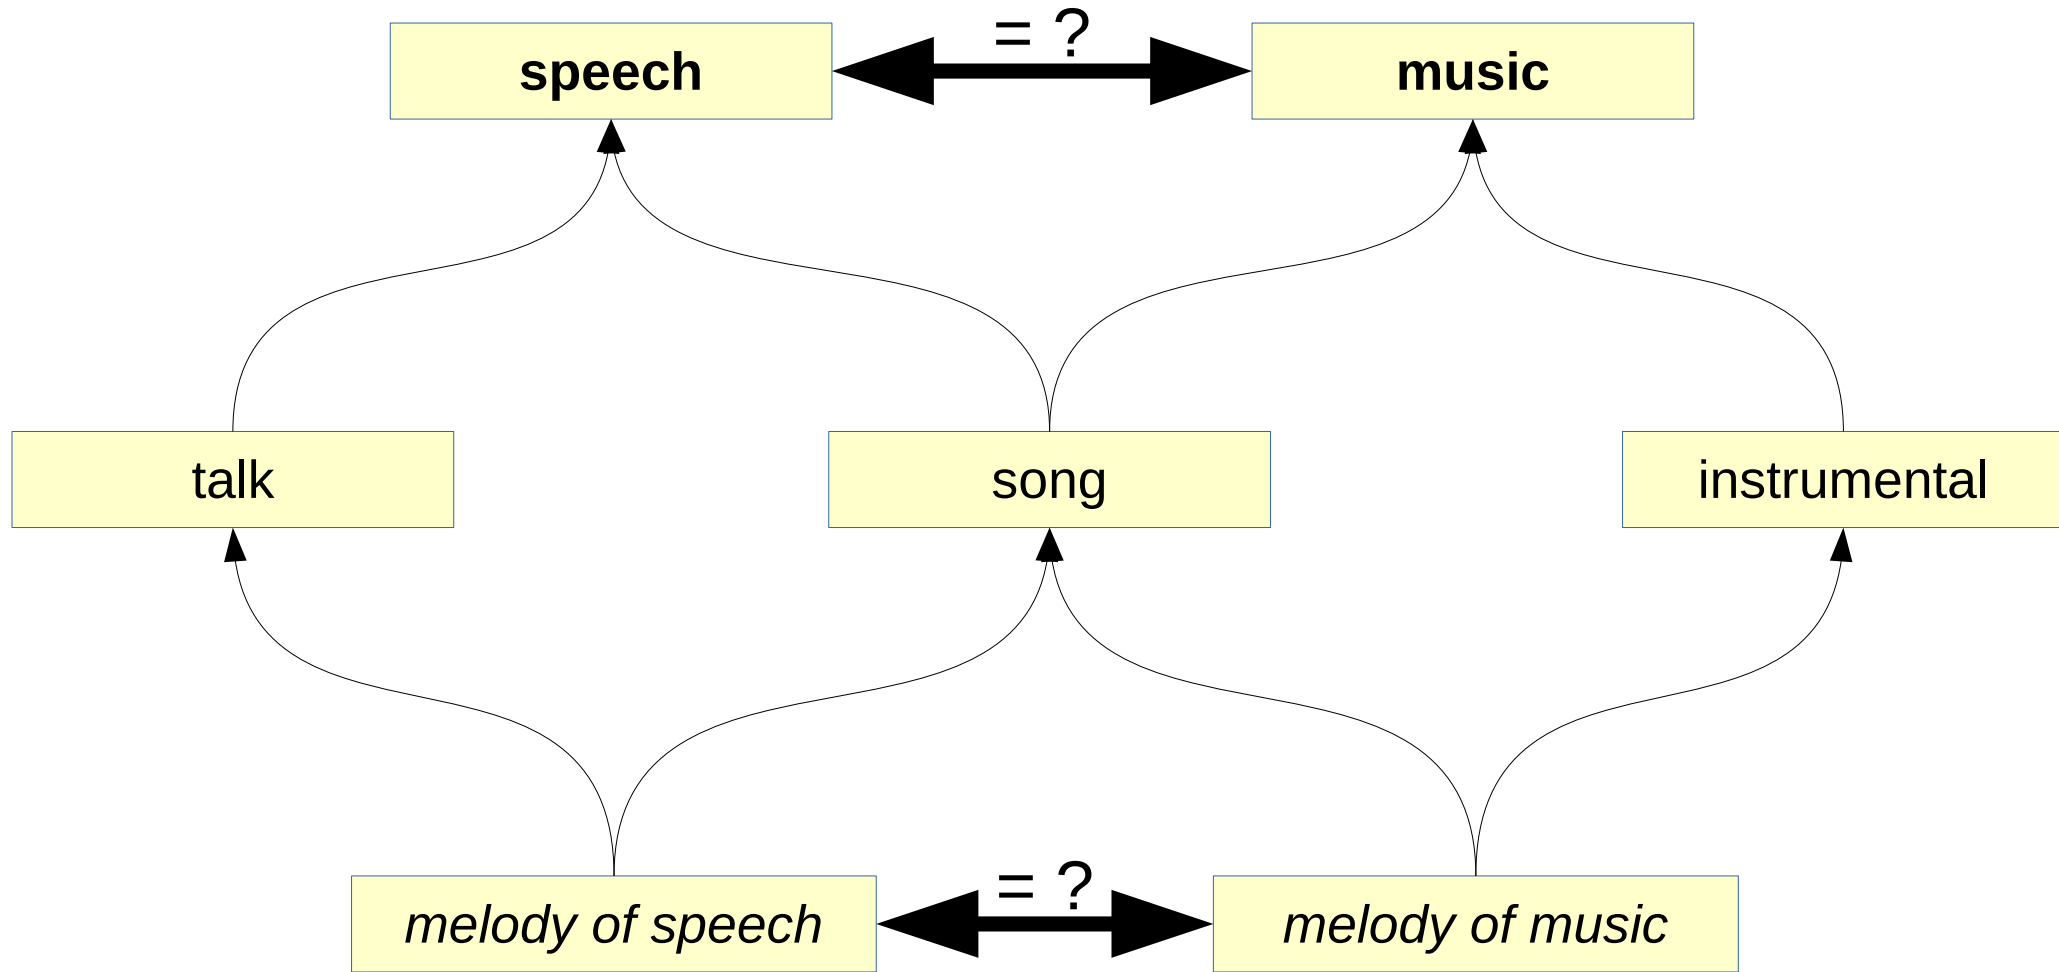 = ?
speech
music
talk
song
instrumental
= ?
melody of speech
melody of music